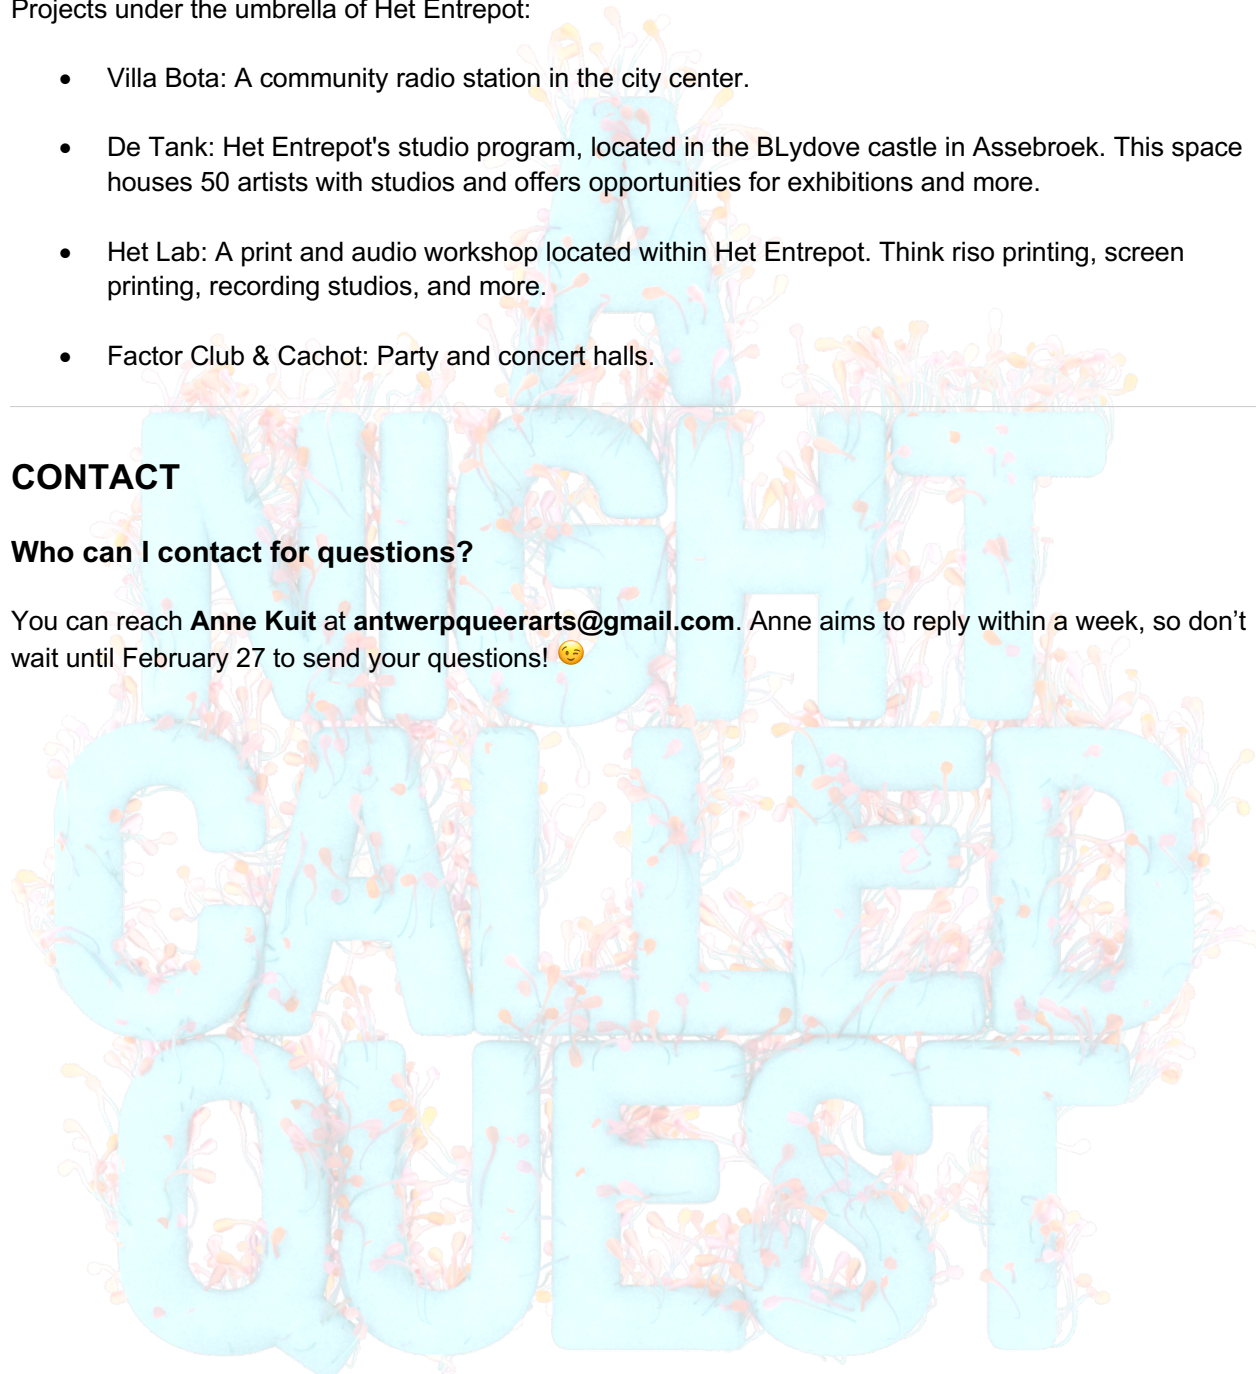 Projects under the umbrella of Het Entrepot:
• Villa Bota: A community radio station in the city center.
• De Tank: Het Entrepot's studio program, located in the BLydove castle in Assebroek. This space
houses 50 artists with studios and offers opportunities for exhibitions and more.
• Het Lab: A print and audio workshop located within Het Entrepot. Think riso printing, screen
printing, recording studios, and more.
• Factor Club & Cachot: Party and concert halls.
CONTACT
Who can I contact for questions?
You can reach Anne Kuit at antwerpqueerarts@gmail.com. Anne aims to reply within a week, so don’t
wait until February 27 to send your questions! 😉
A
NIGHT
CALLED
QUEST